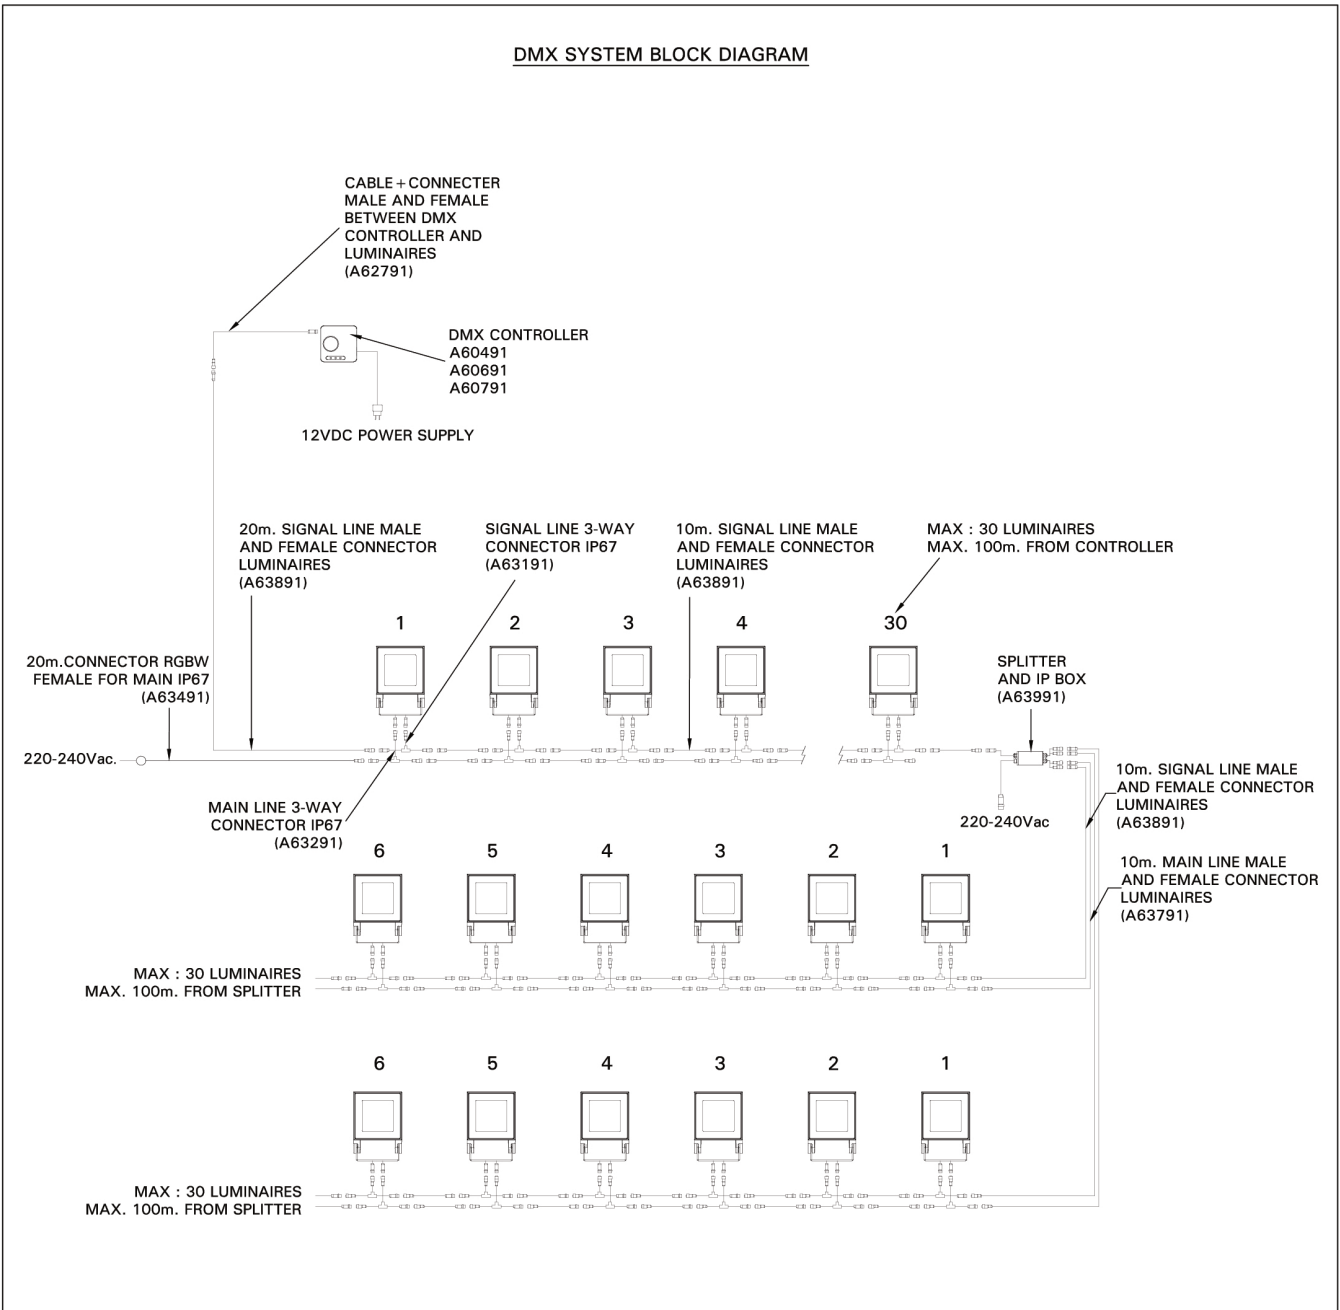 DMX SYSTEM BLOCK DIAGRAM
CABLE+CONNECTER
MALE AND FEMALE
BETWEEN DMX
CONTROLLER AND
LUMINAIRES
(A62791)
DMX CONTROLLER
A60491
A60691
A60791
12VDC POWER SUPPLY
20m. SIGNAL LINE MALE
AND FEMALE CONNECTOR
LUMINAIRES
(A63891)
SIGNAL LINE 3-WAY
CONNECTOR IP67
(A63191)
10m. SIGNAL LINE MALE
AND FEMALE CONNECTOR
LUMINAIRES
(A63891)
MAX : 30 LUMINAIRES
MAX. 100m. FROM CONTROLLER
1
2
3
4
30
20m.CONNECTOR RGBW
FEMALE FOR MAIN IP67
(A63491)
SPLITTER
AND IP BOX
(A63991)
220-240Vac.
MAIN LINE 3-WAY
CONNECTOR IP67
(A63291)
220-240Vac
10m. SIGNAL LINE MALE
AND FEMALE CONNECTOR
LUMINAIRES
(A63891)
10m. MAIN LINE MALE
AND FEMALE CONNECTOR
LUMINAIRES
(A63791)
6
5
4
3
2
1
MAX : 30 LUMINAIRES
MAX. 100m. FROM SPLITTER
6
5
4
3
2
1
MAX : 30 LUMINAIRES
MAX. 100m. FROM SPLITTER